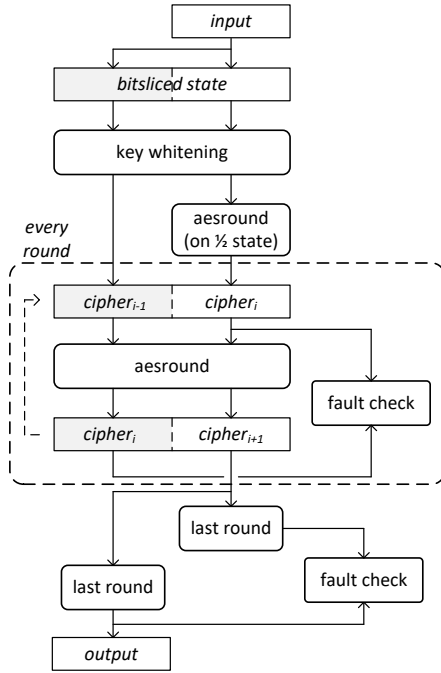 input
bitsliced state
key whitening
aesround
(on ½ state)
every
round
cipherᵢ₋₁
cipherᵢ
aesround
fault check
cipherᵢ
cipherᵢ₊₁
last round
last round
fault check
output